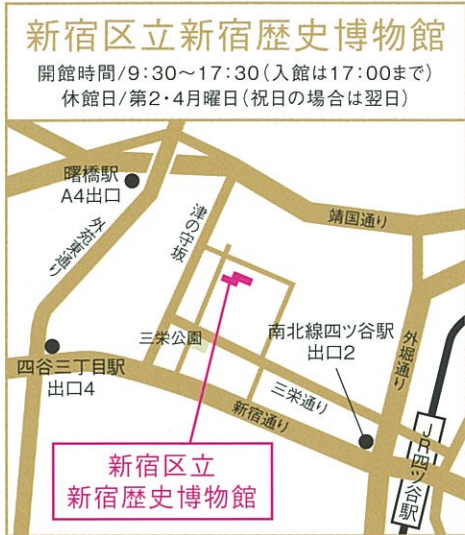 新宿区立新宿歴史博物館
開館時間/9:30〜17:30(入館は17:00まで)
休館日/第2・4月曜日(祝日の場合は翌日)
曙橋駅
A4出口
外苑東通り
津の守坂
靖国通り
三栄公園
南北線四ツ谷駅
出口2
外堀通り
四谷三丁目駅
出口4
三栄通り
新宿通り
JR四ツ谷駅
新宿区立
新宿歴史博物館